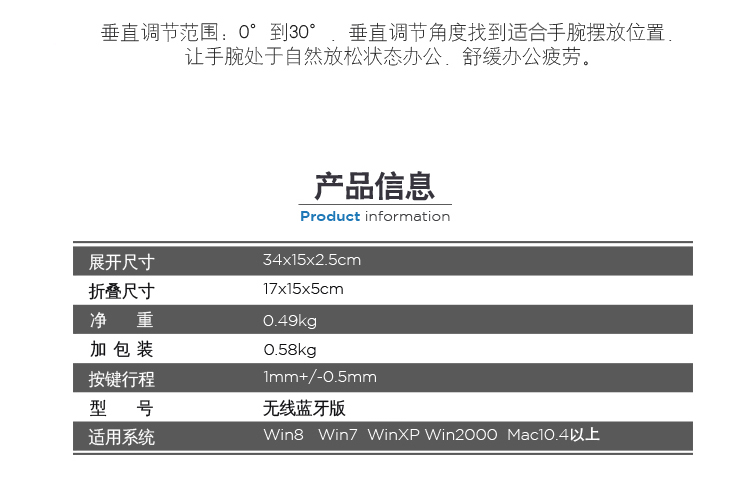 垂直调节范围：0° 到30° ．垂直调节角度找到适合手腕摆放位置．
让手腕处于自然放松状态办公．舒缓办公疲劳。
产品信息
Product information
展开尺寸 34x15x2.5cm
折叠尺寸 17x15x5cm
净 重 0.49kg
加 包 装 0.58kg
按键行程 1mm+/-0.5mm
型 号 无线蓝牙版
适用系统 Win8 Win7 WinXP Win2000 Mac10.4以上